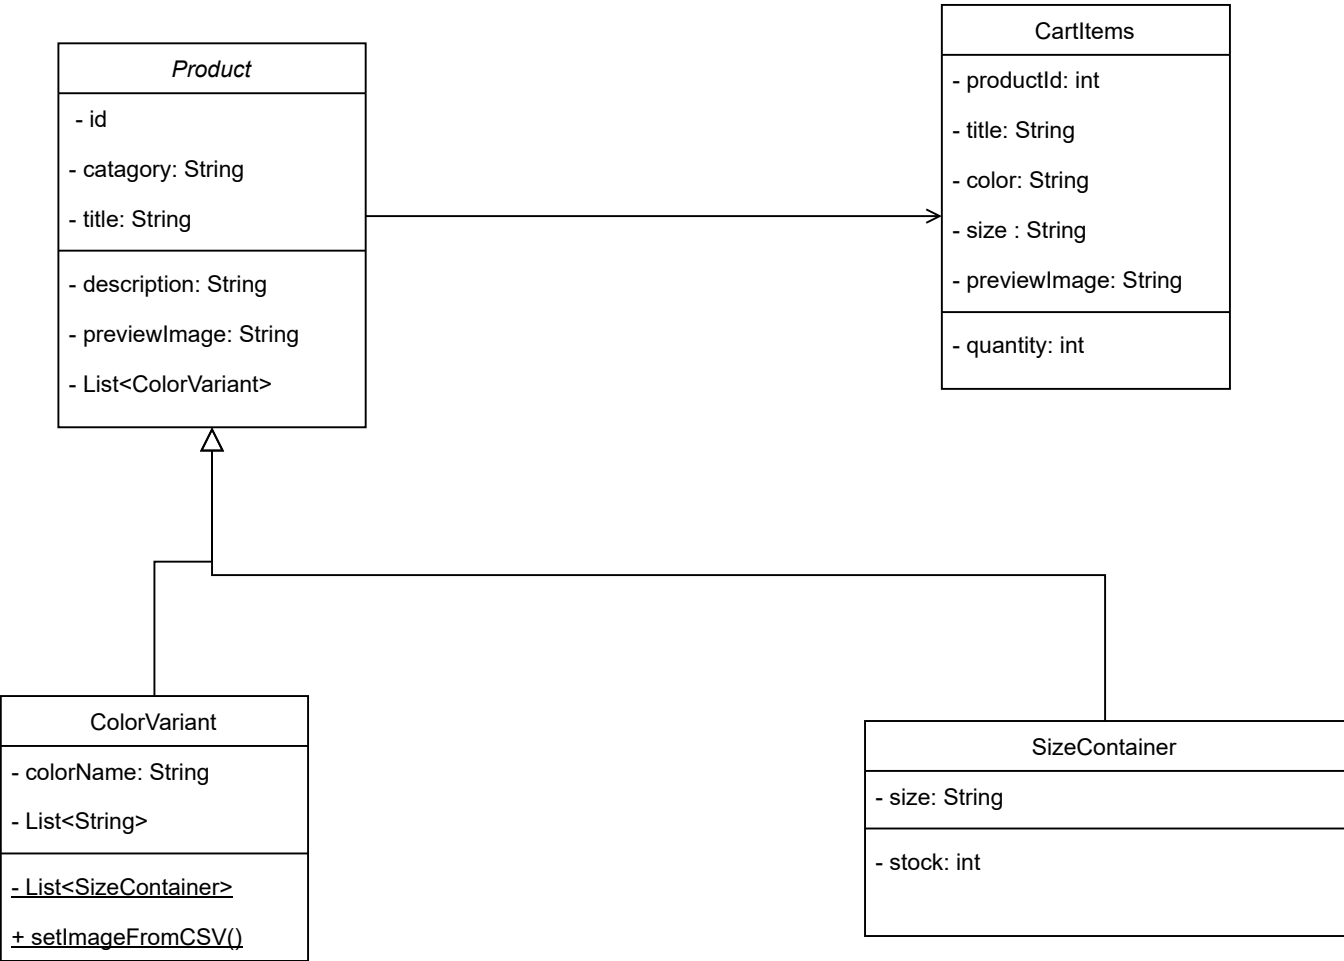 Product
- id
- catagory: String
- title: String
- description: String
- previewImage: String
- List<ColorVariant>
CartItems
- productId: int
- title: String
- color: String
- size : String
- previewImage: String
- quantity: int
ColorVariant
- colorName: String
- List<String>
- List<SizeContainer>
+ setImageFromCSV()
SizeContainer
- size: String
- stock: int